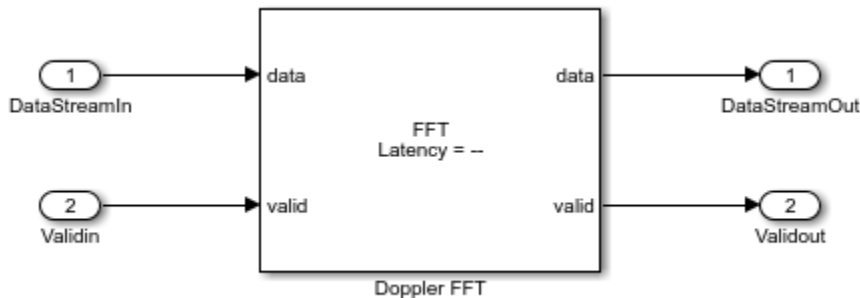 1
data
data
1
DataStreamIn
DataStreamOut
FFT
Latency = --
2
valid
valid
2
Validin
Validout
Doppler FFT